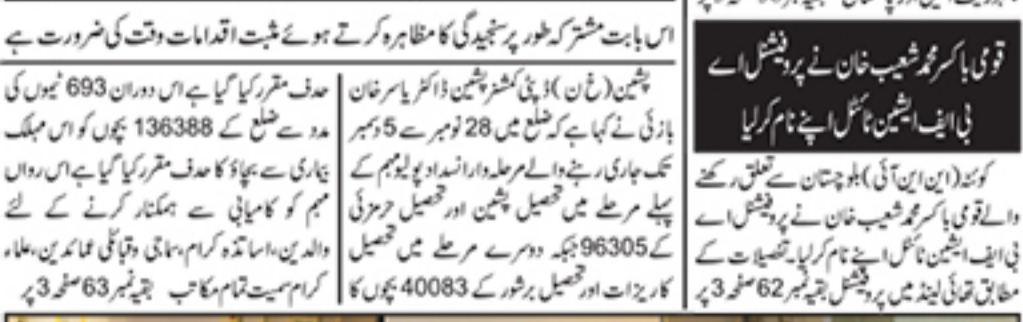 اس بابت مشترکہ طور پر سنجیدگی کا مظاہرہ کرتے ہوئے مثبت اقدامات وقت کی ضرورت ہے
پشین (خ ن) ڈپٹی کمشنر پشین ڈاکٹر یاسر خان
بازئی نے کہا ہے کہ ضلع میں 28 نومبر سے 5 دسمبر
تک جاری رہنے والے مرحلہ وار انسداد پولیو مہم کے
پہلے مرحلے میں تحصیل پشین اور تحصیل حرمزئی
کے 96305 جبکہ دوسرے مرحلے میں تحصیل
کاریزات اور تحصیل برشور کے 40083 بچوں کا
حدف مقرر کیا گیا ہے اس دوران 693 ٹیموں کی
مدد سے ضلع کے 136388 بچوں کو اس مہلک
بیماری سے بچاؤ کا حدف مقرر کیا گیا ہے اس رواں
مہم کو کامیابی سے ہمکنار کرنے کے لئے
والدین، اساتذہ کرام، سماجی وقبائلی عمائدین، علماء
کرام سمیت تمام مکاتب بقیہ نمبر 63 صفحہ 3 پر
قومی باکسر محمد شعیب خان نے پروفیشنل اے
بی ایف ایشین ٹائٹل اپنے نام کرلیا
کوئٹہ (این این آئی) بلوچستان سے تعلق رکھنے
والے قومی باکسر محمد شعیب خان نے پروفیشنل اے
بی ایف ایشین ٹائٹل اپنے نام کرلیا۔ تفصیلات کے
مطابق تھائی لینڈ میں پروفیشنل بقیہ نمبر 62 صفحہ 3 پر